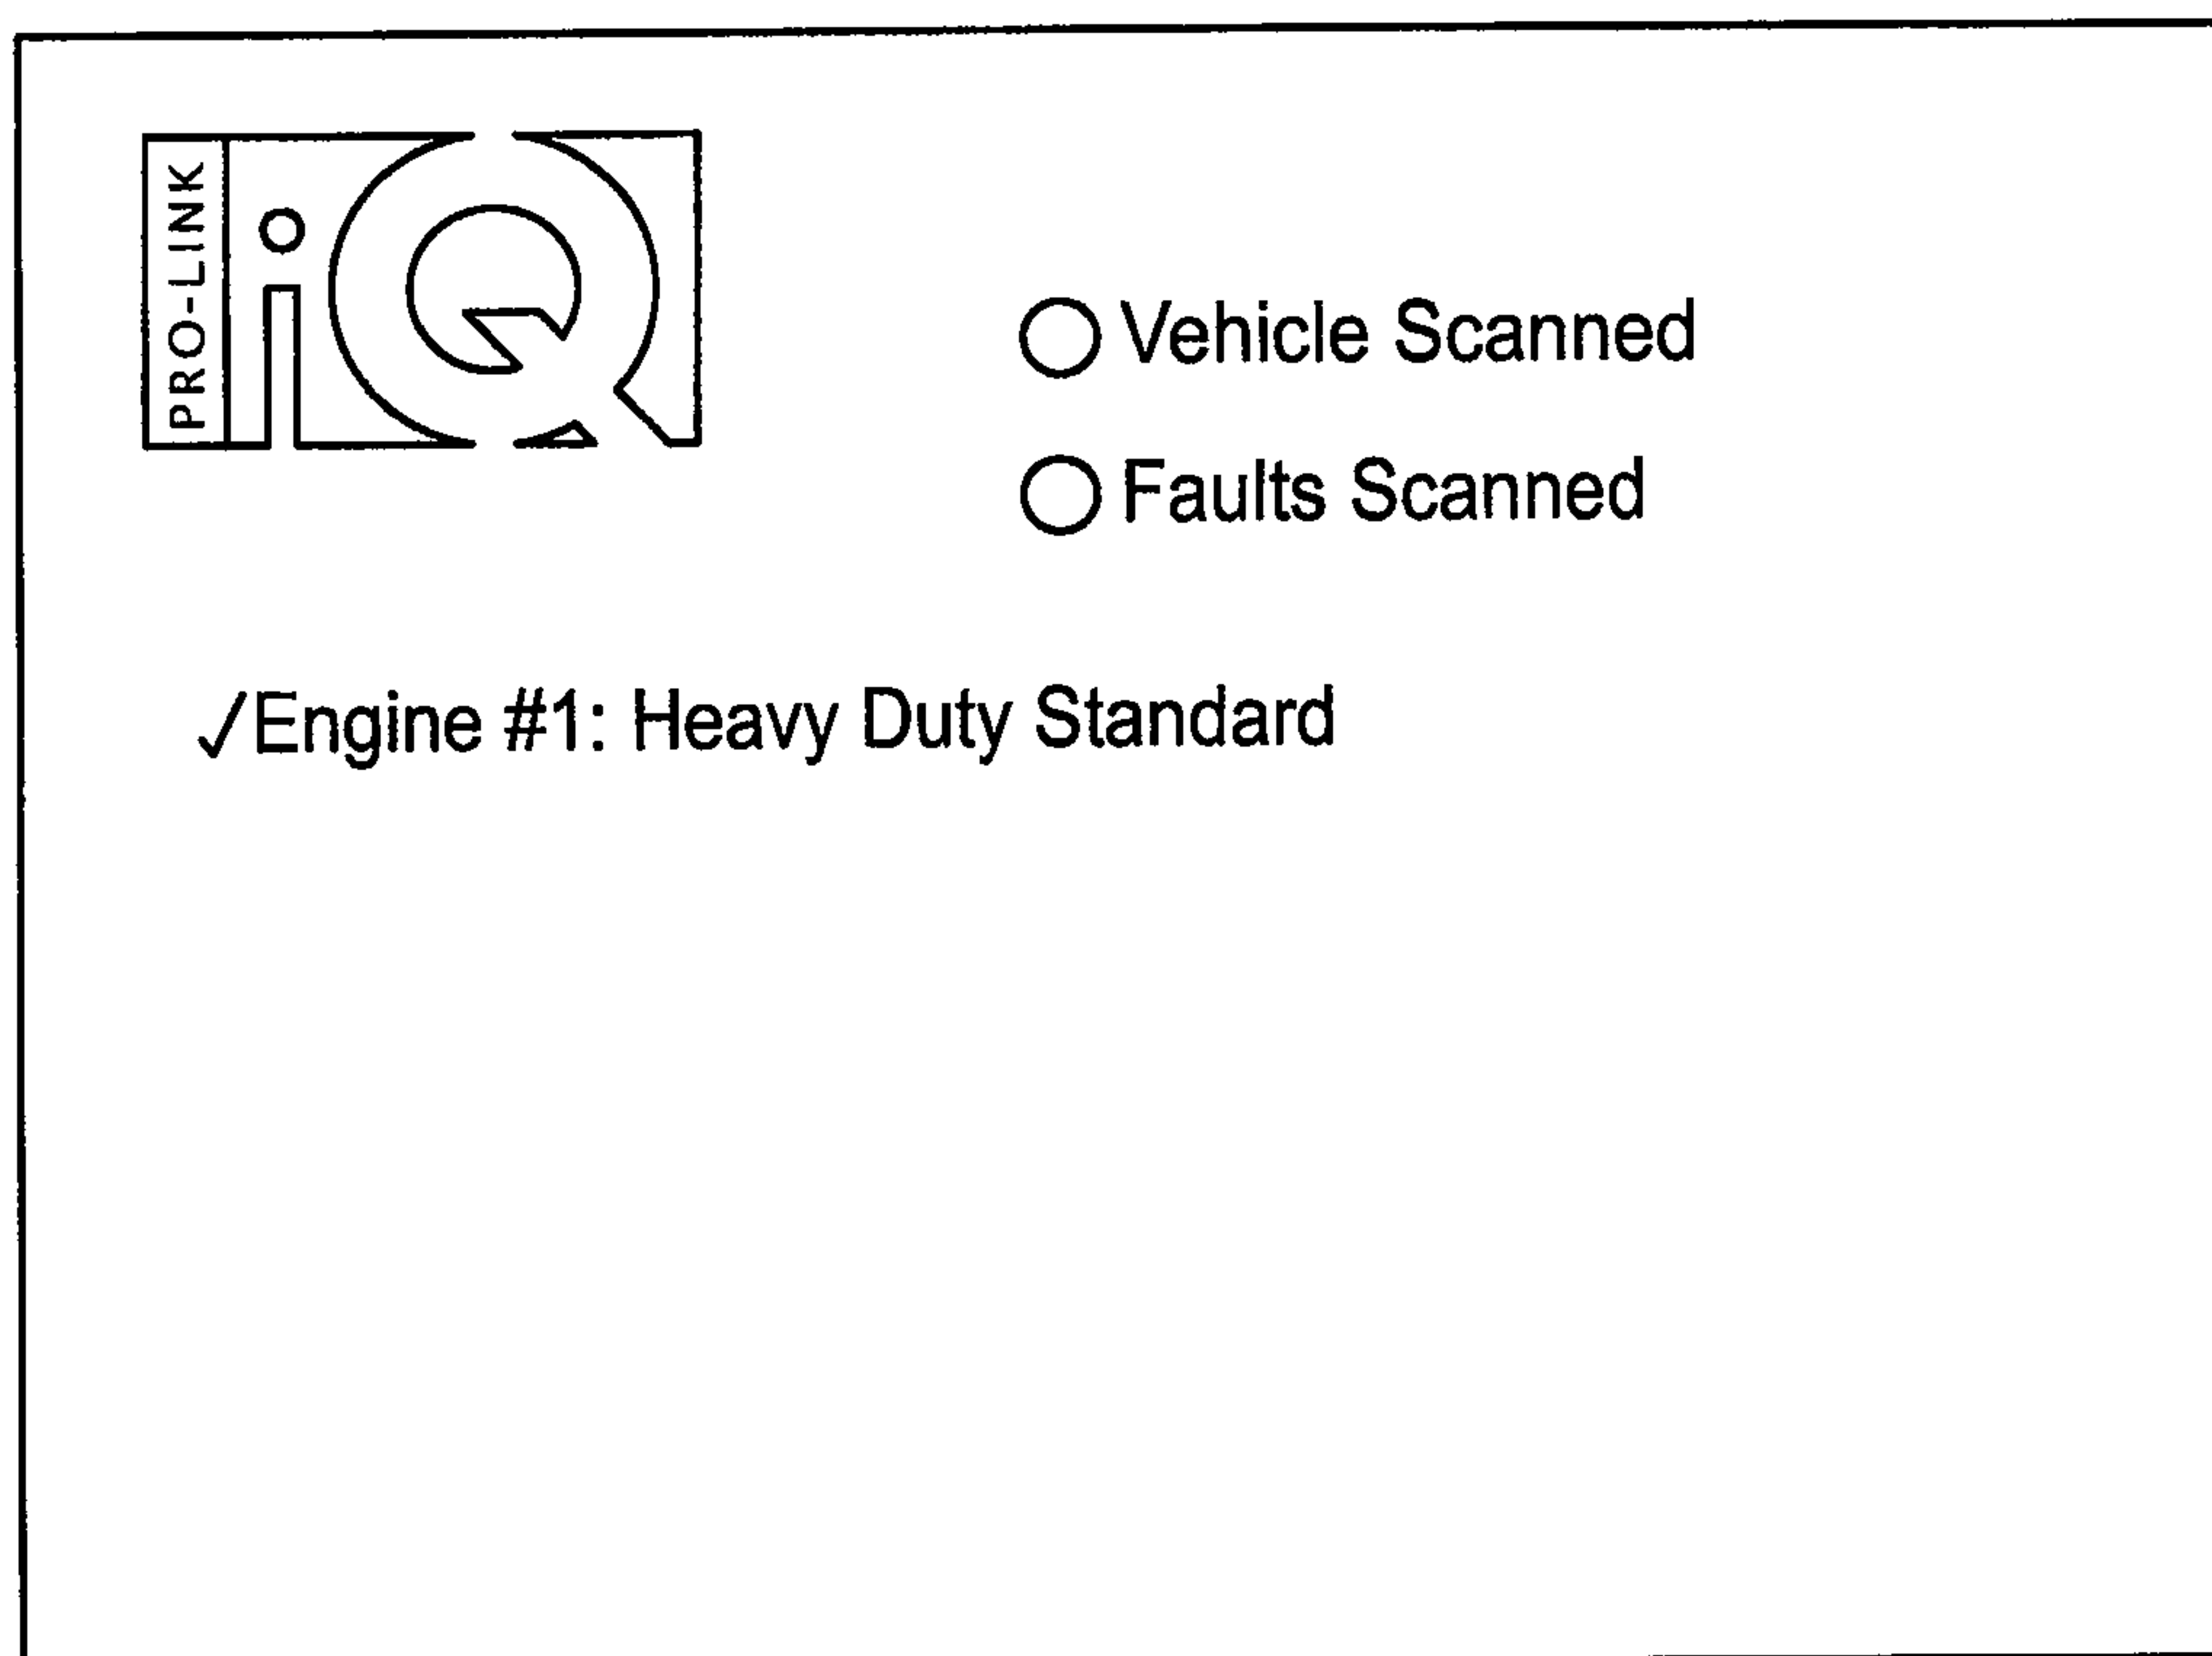 PRO-LINK
iQ
Vehicle Scanned
Faults Scanned
✓Engine #1: Heavy Duty Standard